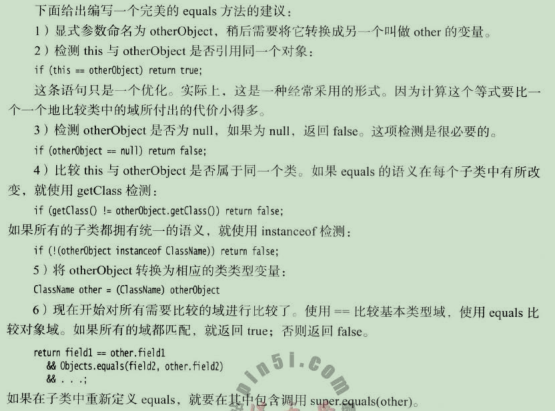 下面给出编写一个完美的 equals 方法的建议：
1）显式参数命名为 otherObject，稍后需要将它转换成另一个叫做 other 的变量。
2）检测 this 与 otherObject 是否引用同一个对象：
if (this == otherObject) return true;
这条语句只是一个优化。实际上，这是一种经常采用的形式。因为计算这个等式要比一
个一个地比较类中的域所付出的代价小得多。
3）检测 otherObject 是否为 null，如果为 null，返回 false。这项检测是很必要的。
if (otherObject == null) return false;
4）比较 this 与 otherObject 是否属于同一个类。如果 equals 的语义在每个子类中有所改
变，就使用 getClass 检测：
if (getClass() != otherObject.getClass()) return false;
如果所有的子类都拥有统一的语义，就使用 instanceof 检测：
if (!(otherObject instanceof ClassName)) return false;
5）将 otherObject 转换为相应的类类型变量：
ClassName other = (ClassName) otherObject
6）现在开始对所有需要比较的域进行比较了。使用 == 比较基本类型域，使用 equals 比
较对象域。如果所有的域都匹配，就返回 true；否则返回 false。
return field1 == other.field1
&& Objects.equals(field2, other.field2)
&& . . .;
如果在子类中重新定义 equals，就要在其中包含调用 super.equals(other)。